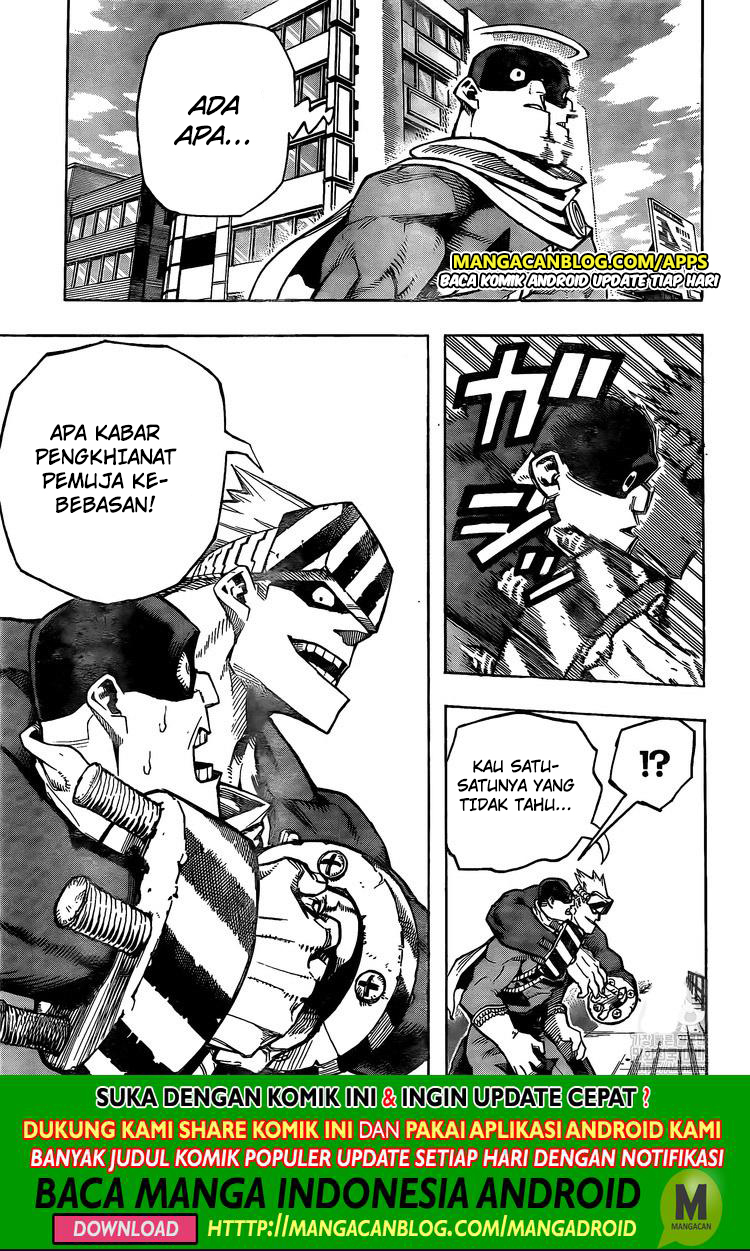 ADA
APA...
MANGACANBLOG.COM/APPS
BACA KOMIK ANDROID UPDATE TIAP HARI
APA KABAR
PENGKHIANAT
PEMUJA KE-
BEBASAN!
ガ
シッ
!?
KAU SATU-
SATUNYA YANG
TIDAK TAHU...
SUKA DENGAN KOMIK INI & INGIN UPDATE CEPAT ?
DUKUNG KAMI SHARE KOMIK INI DAN PAKAI APLIKASI ANDROID KAMI
BANYAK JUDUL KOMIK POPULER UPDATE SETIAP HARI DENGAN NOTIFIKASI
BACA MANGA INDONESIA ANDROID
DOWNLOAD HTTTP://MANGACANBLOG.COM/MANGADROID
M
MANGACAN